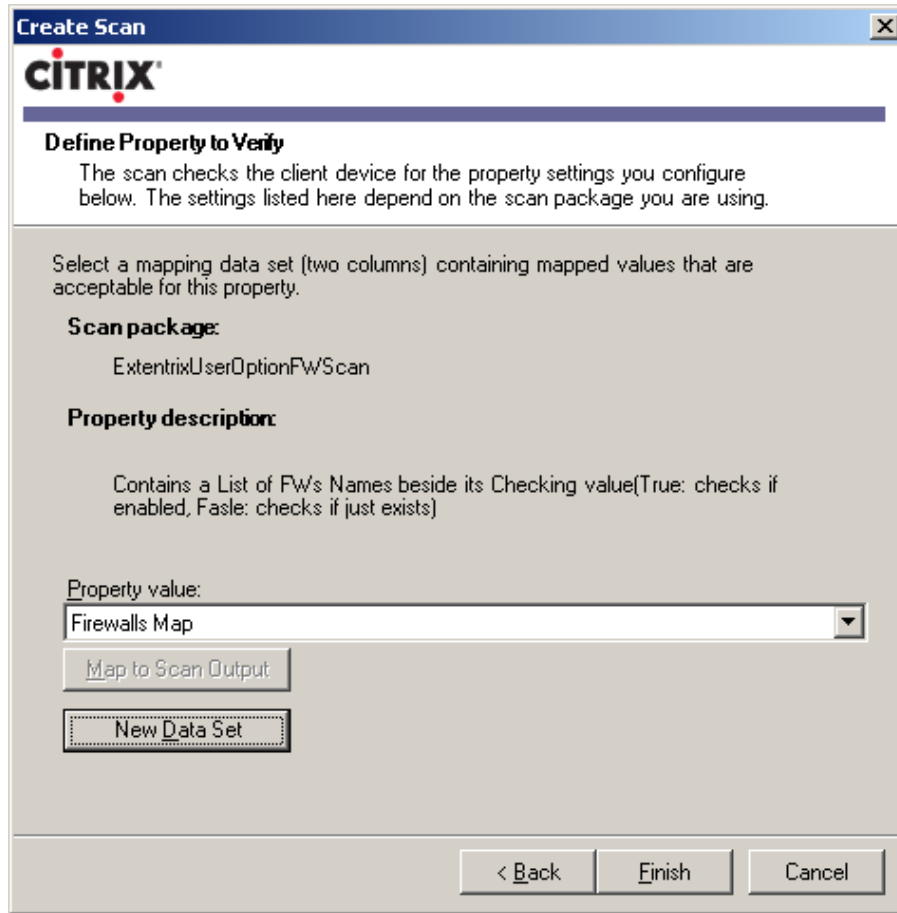 Create Scan
CiTRIX
Define Property to Verify
The scan checks the client device for the property settings you configure
below. The settings listed here depend on the scan package you are using.
Select a mapping data set (two columns) containing mapped values that are
acceptable for this property.
Scan package:
ExtentrixUserOptionFWScan
Property description:
Contains a List of FWs Names beside its Checking value(True: checks if
enabled, Fasle: checks if just exists)
Property value:
Firewalls Map
Map to Scan Output
New Data Set
< Back Finish Cancel